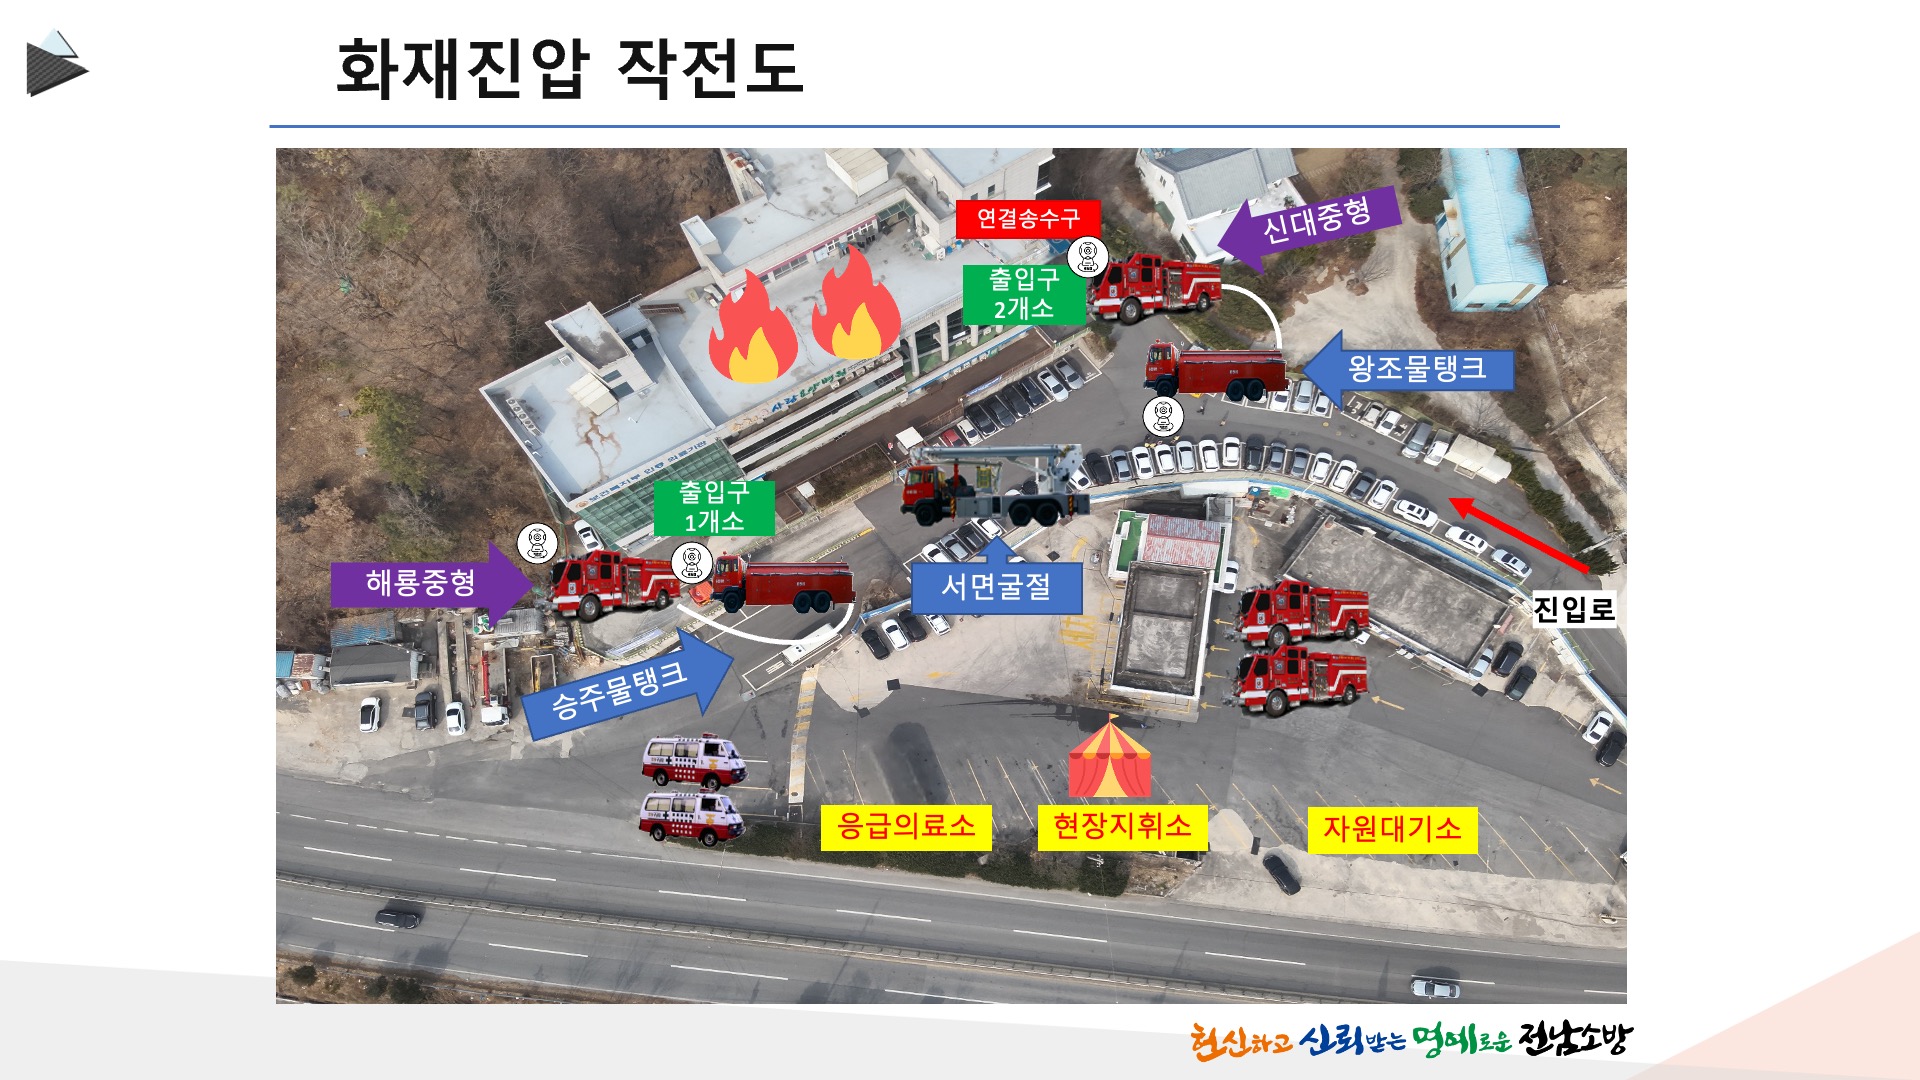 화재진압 작전도
연결송수구
신대중형
출입구
2개소
왕조물탱크
출입구
1개소
해룡중형
서면굴절
진입로
승주물탱크
응급의료소
현장지휘소
자원대기소
헌신하고 신뢰받는 명예로운 전남소방